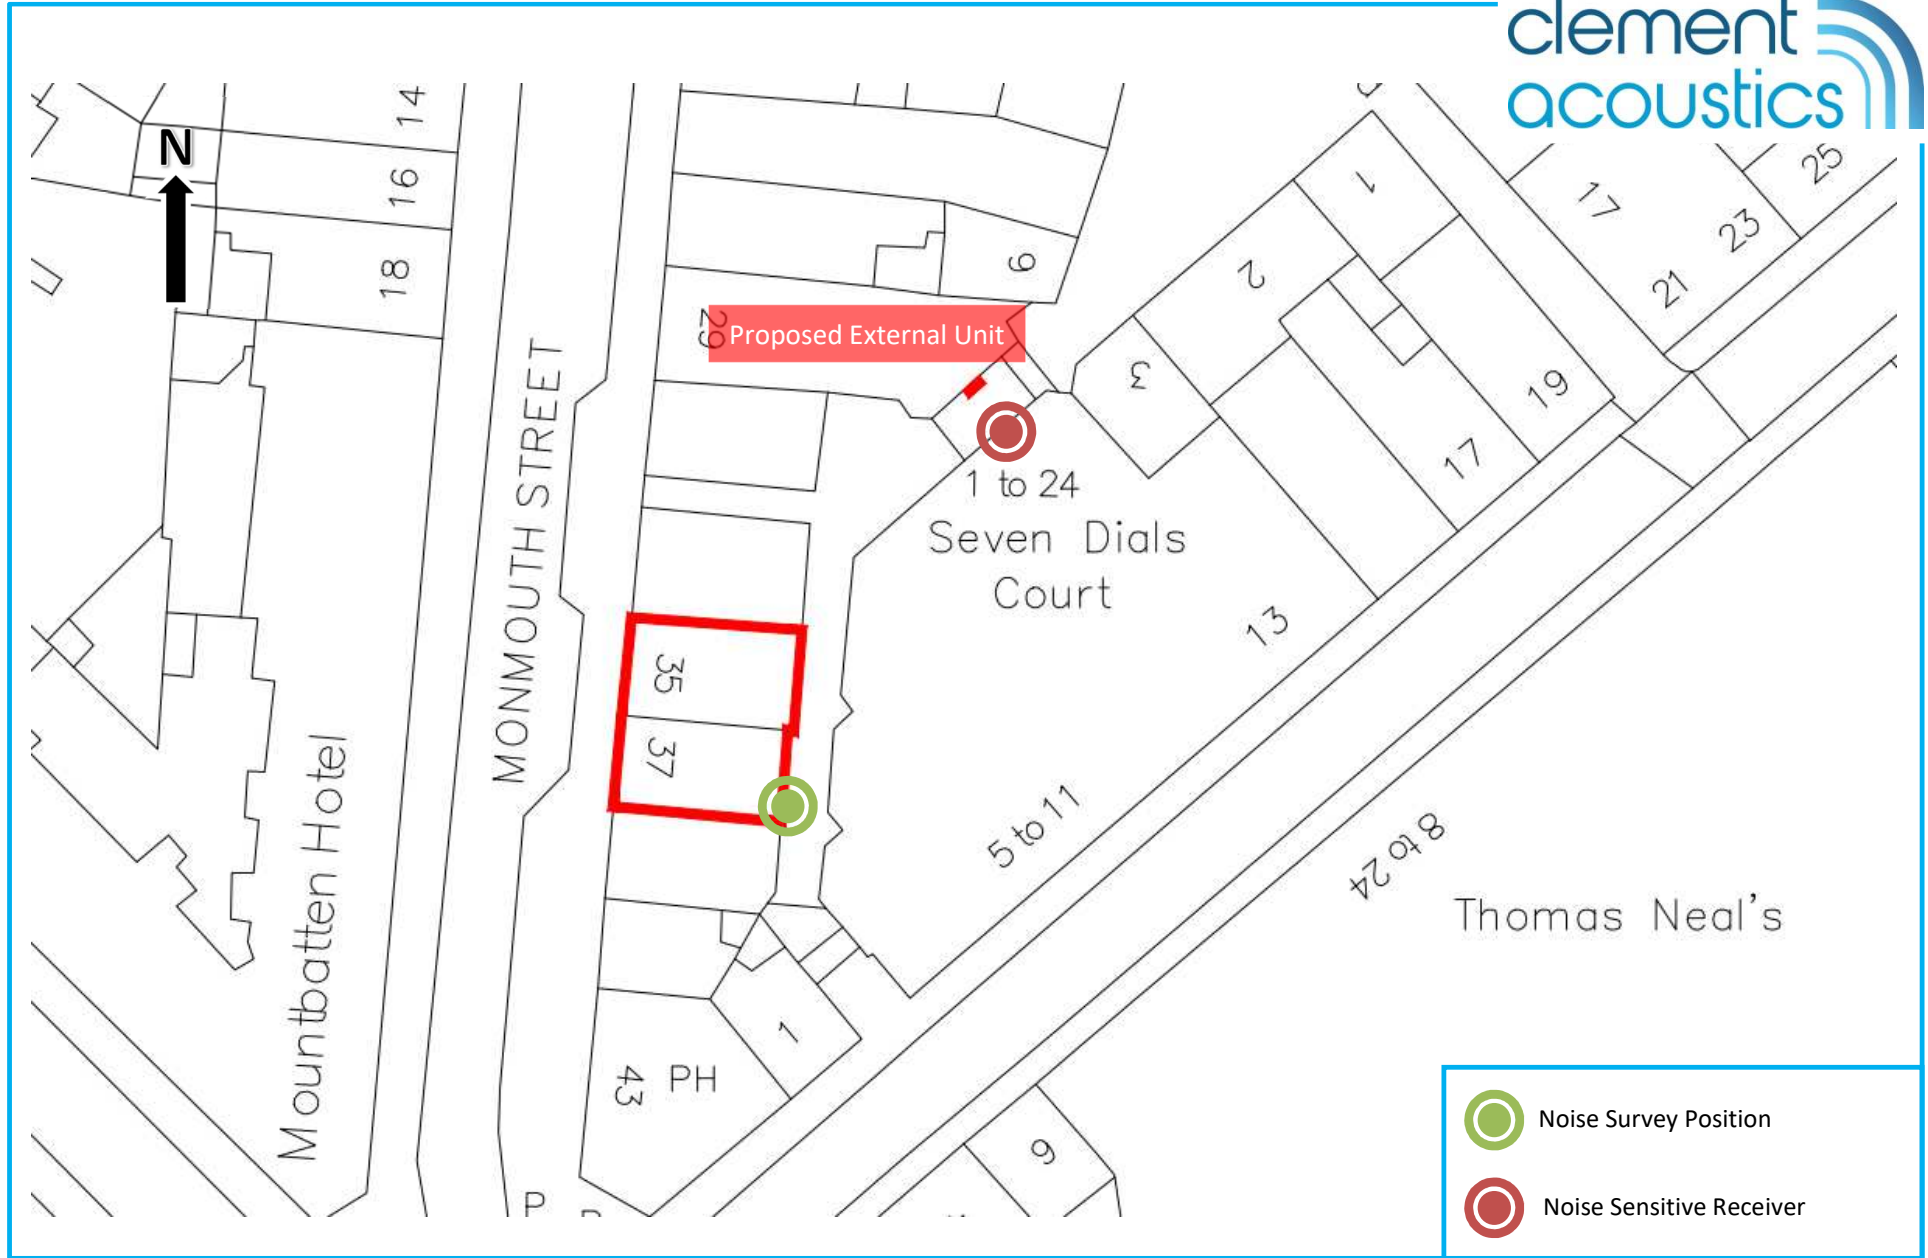 clement
acoustics
N
14
16
18
29
Proposed External Unit
9
1
2
3
17
25
23
21
19
17
13
MONMOUTH STREET
1 to 24
Seven Dials
Court
35
37
5 to 11
8 to 24
Thomas Neal's
Mountbatten Hotel
1
43
PH
9
P
Noise Survey Position
Noise Sensitive Receiver